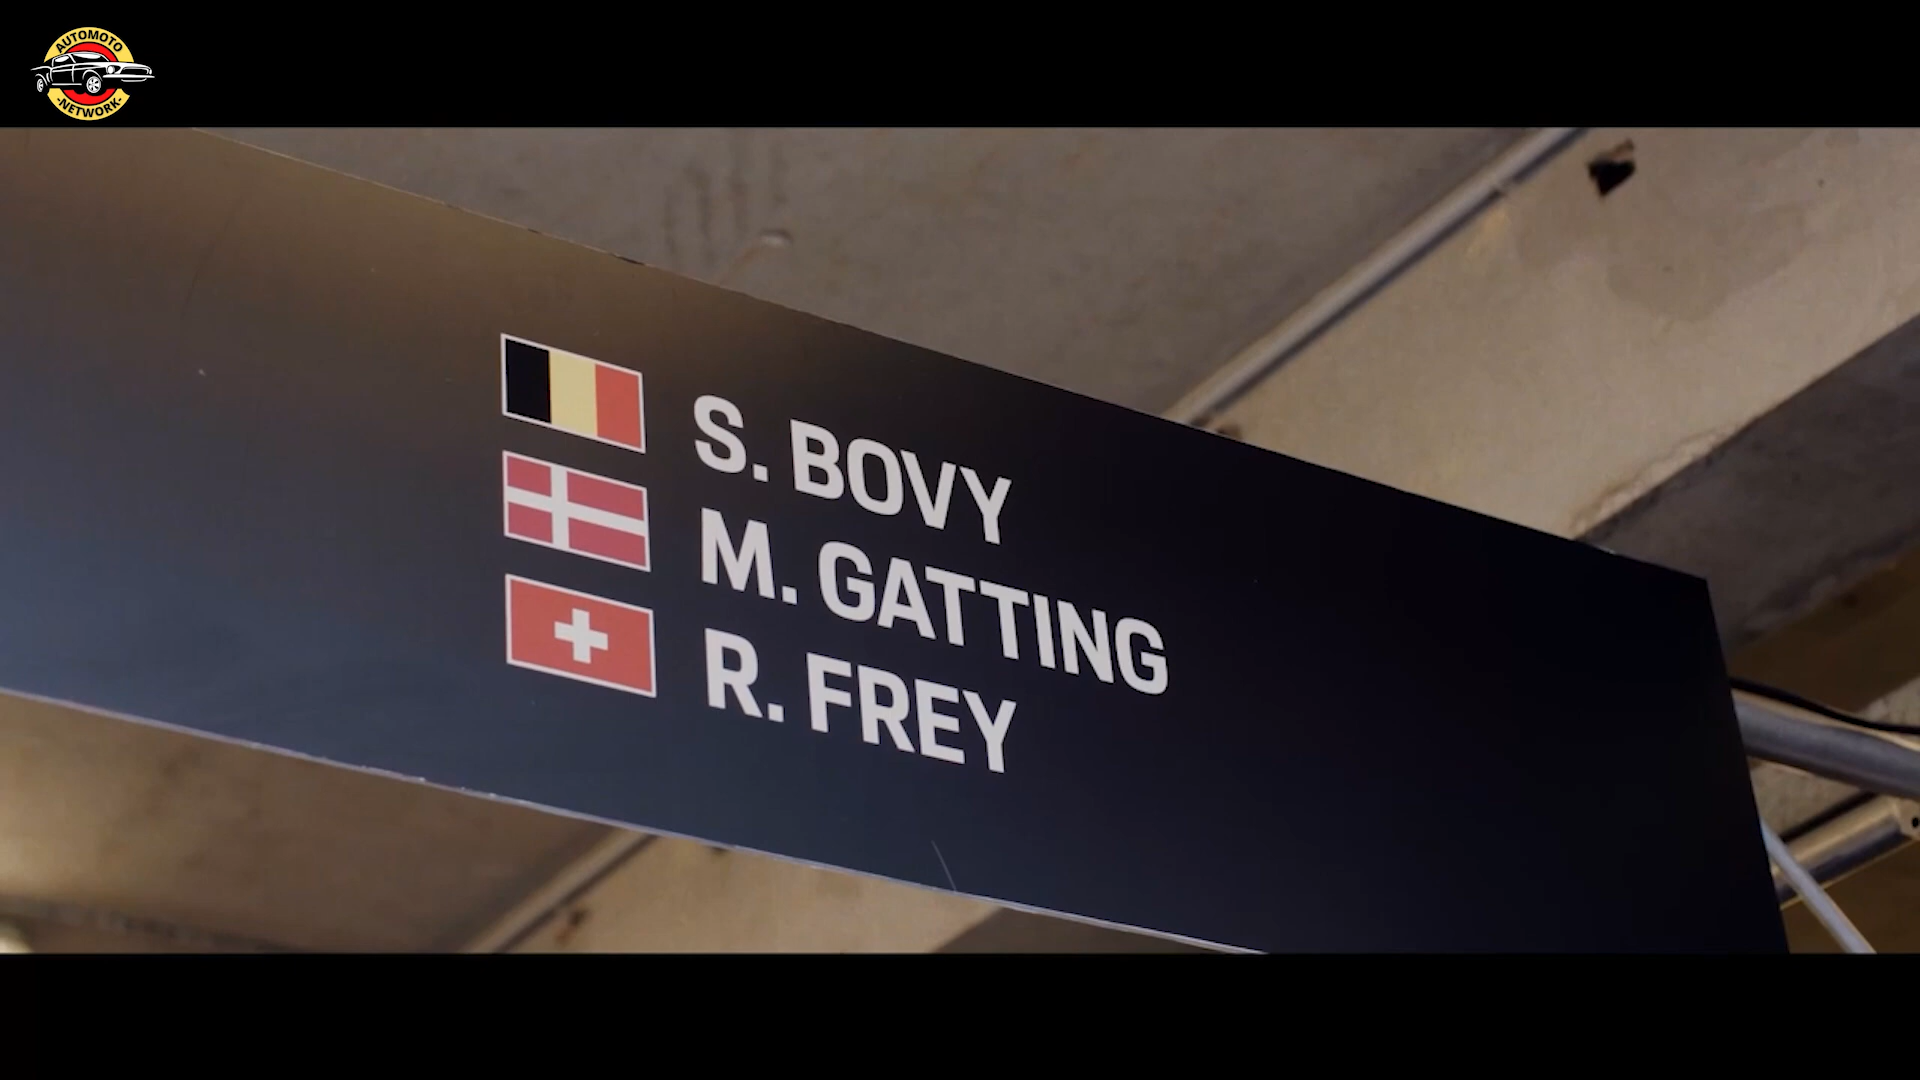 AUTOMOTO
-NETWORK-
S. BOVY
M. GATTING
R. FREY